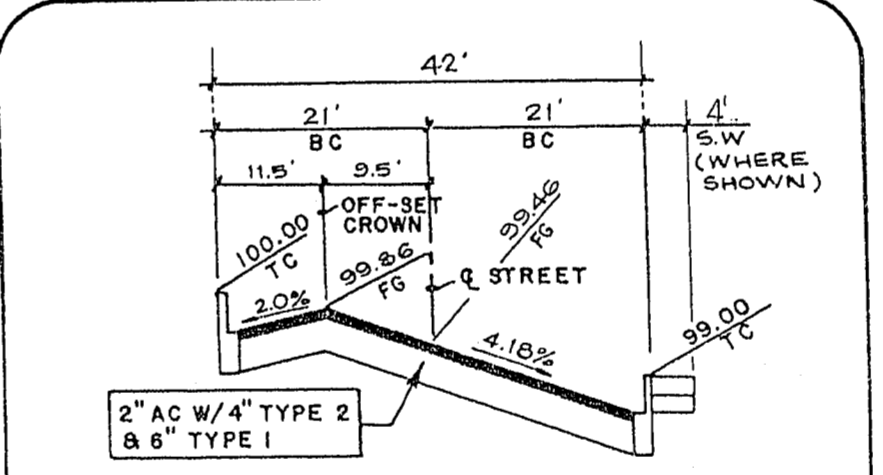 42'
21'
BC
21'
BC
4'
S.W
(WHERE
SHOWN)
11.5'
9.5'
OFF-SET
CROWN
100.00
TC
99.86
FG
99.46
FG
℄ STREET
2.0%
4.18%
99.00
TC
2" AC W/4" TYPE 2
& 6" TYPE 1